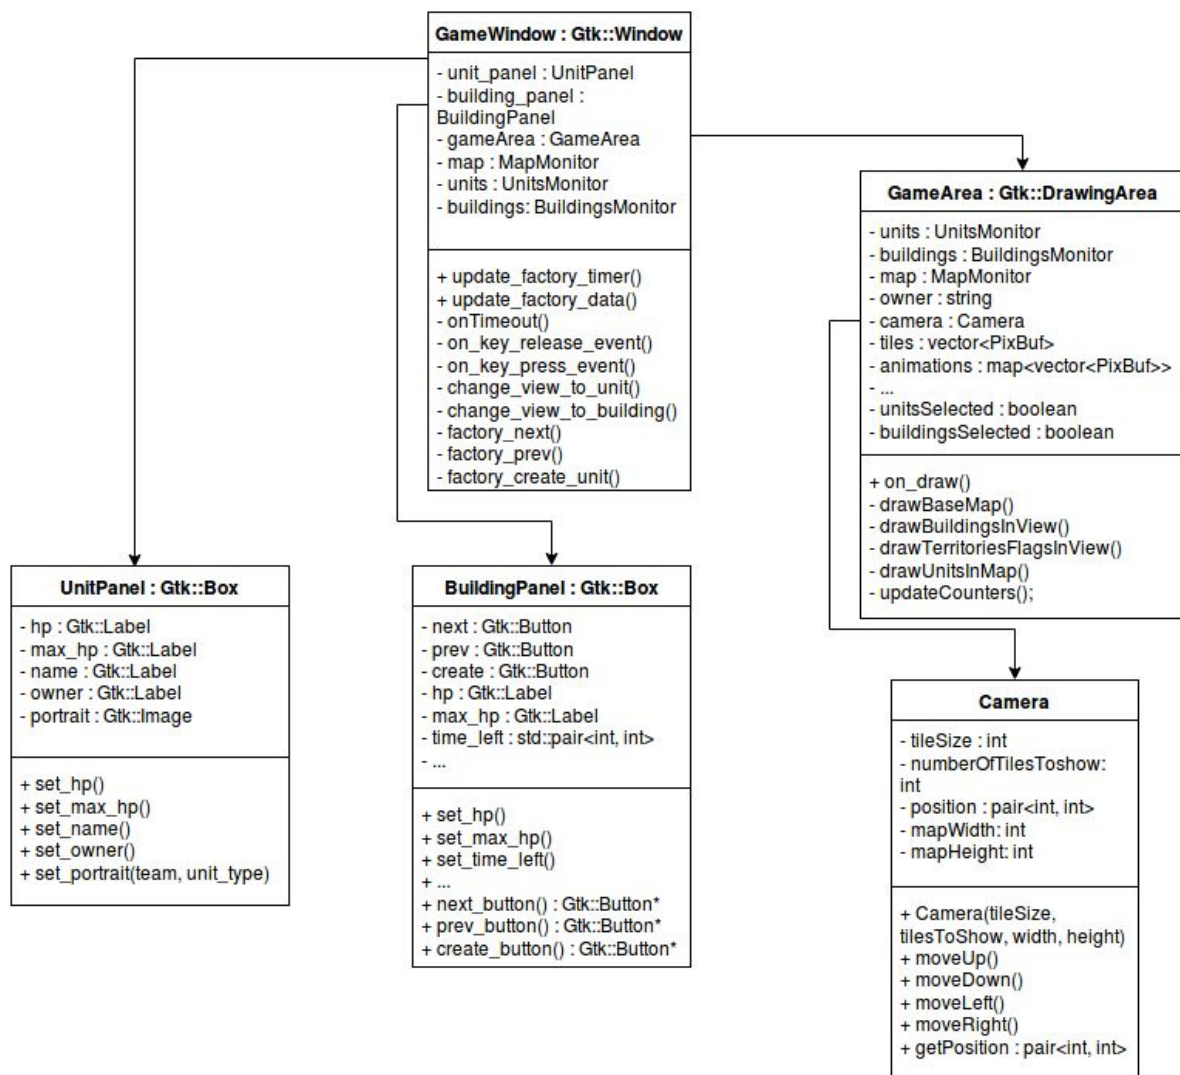 GameWindow : Gtk::Window
- unit_panel : UnitPanel
- building_panel :
BuildingPanel
- gameArea : GameArea
- map : MapMonitor
- units : UnitsMonitor
- buildings: BuildingsMonitor
+ update_factory_timer()
+ update_factory_data()
- onTimeout()
- on_key_release_event()
- on_key_press_event()
- change_view_to_unit()
- change_view_to_building()
- factory_next()
- factory_prev()
- factory_create_unit()
GameArea : Gtk::DrawingArea
- units : UnitsMonitor
- buildings : BuildingsMonitor
- map : MapMonitor
- owner : string
- camera : Camera
- tiles : vector<PixBuf>
- animations : map<vector<PixBuf>>
- ...
- unitsSelected : boolean
- buildingsSelected : boolean
+ on_draw()
- drawBaseMap()
- drawBuildingsInView()
- drawTerritoriesFlagsInView()
- drawUnitsInMap()
- updateCounters();
UnitPanel : Gtk::Box
- hp : Gtk::Label
- max_hp : Gtk::Label
- name : Gtk::Label
- owner : Gtk::Label
- portrait : Gtk::Image
+ set_hp()
+ set_max_hp()
+ set_name()
+ set_owner()
+ set_portrait(team, unit_type)
BuildingPanel : Gtk::Box
- next : Gtk::Button
- prev : Gtk::Button
- create : Gtk::Button
- hp : Gtk::Label
- max_hp : Gtk::Label
- time_left : std::pair<int, int>
- ...
+ set_hp()
+ set_max_hp()
+ set_time_left()
+ ...
+ next_button() : Gtk::Button*
+ prev_button() : Gtk::Button*
+ create_button() : Gtk::Button*
Camera
- tileSize : int
- numberOfTilesToshow:
int
- position : pair<int, int>
- mapWidth: int
- mapHeight: int
+ Camera(tileSize,
tilesToShow, width, height)
+ moveUp()
+ moveDown()
+ moveLeft()
+ moveRight()
+ getPosition : pair<int, int>